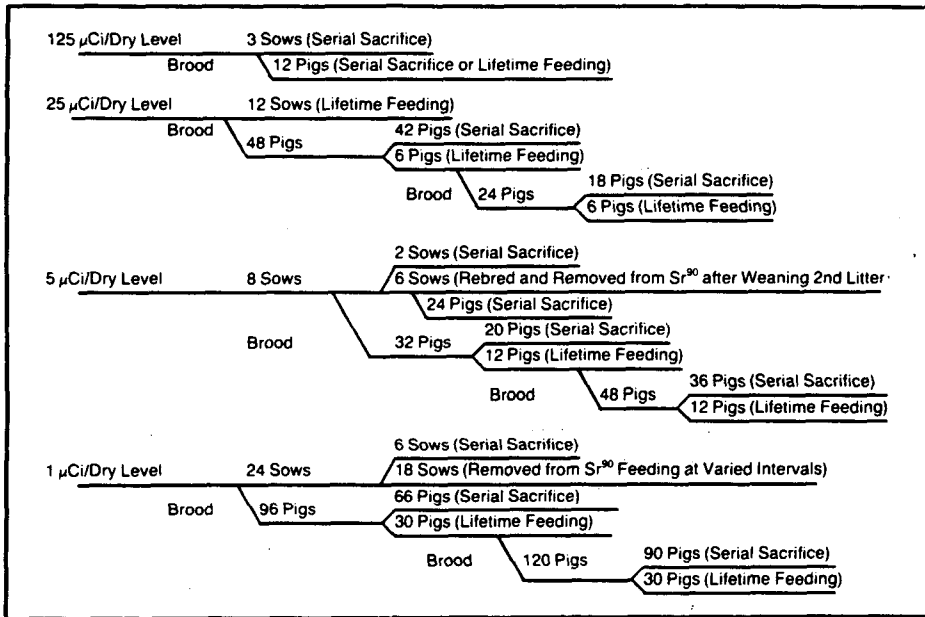 125 μCi/Dry Level 3 Sows (Serial Sacrifice)
Brood 12 Pigs (Serial Sacrifice or Lifetime Feeding)
25 μCi/Dry Level 12 Sows (Lifetime Feeding)
Brood 48 Pigs 42 Pigs (Serial Sacrifice)
6 Pigs (Lifetime Feeding)
Brood 24 Pigs 18 Pigs (Serial Sacrifice)
6 Pigs (Lifetime Feeding)
2 Sows (Serial Sacrifice)
5 μCi/Dry Level 8 Sows 6 Sows (Rebred and Removed from Sr⁹⁰ after Weaning 2nd Litter
24 Pigs (Serial Sacrifice)
Brood 32 Pigs 20 Pigs (Serial Sacrifice)
12 Pigs (Lifetime Feeding)
Brood 48 Pigs 36 Pigs (Serial Sacrifice)
12 Pigs (Lifetime Feeding)
6 Sows (Serial Sacrifice)
1 μCi/Dry Level 24 Sows 18 Sows (Removed from Sr⁹⁰ Feeding at Varied Intervals)
Brood 96 Pigs 66 Pigs (Serial Sacrifice)
30 Pigs (Lifetime Feeding)
Brood 120 Pigs 90 Pigs (Serial Sacrifice)
30 Pigs (Lifetime Feeding)